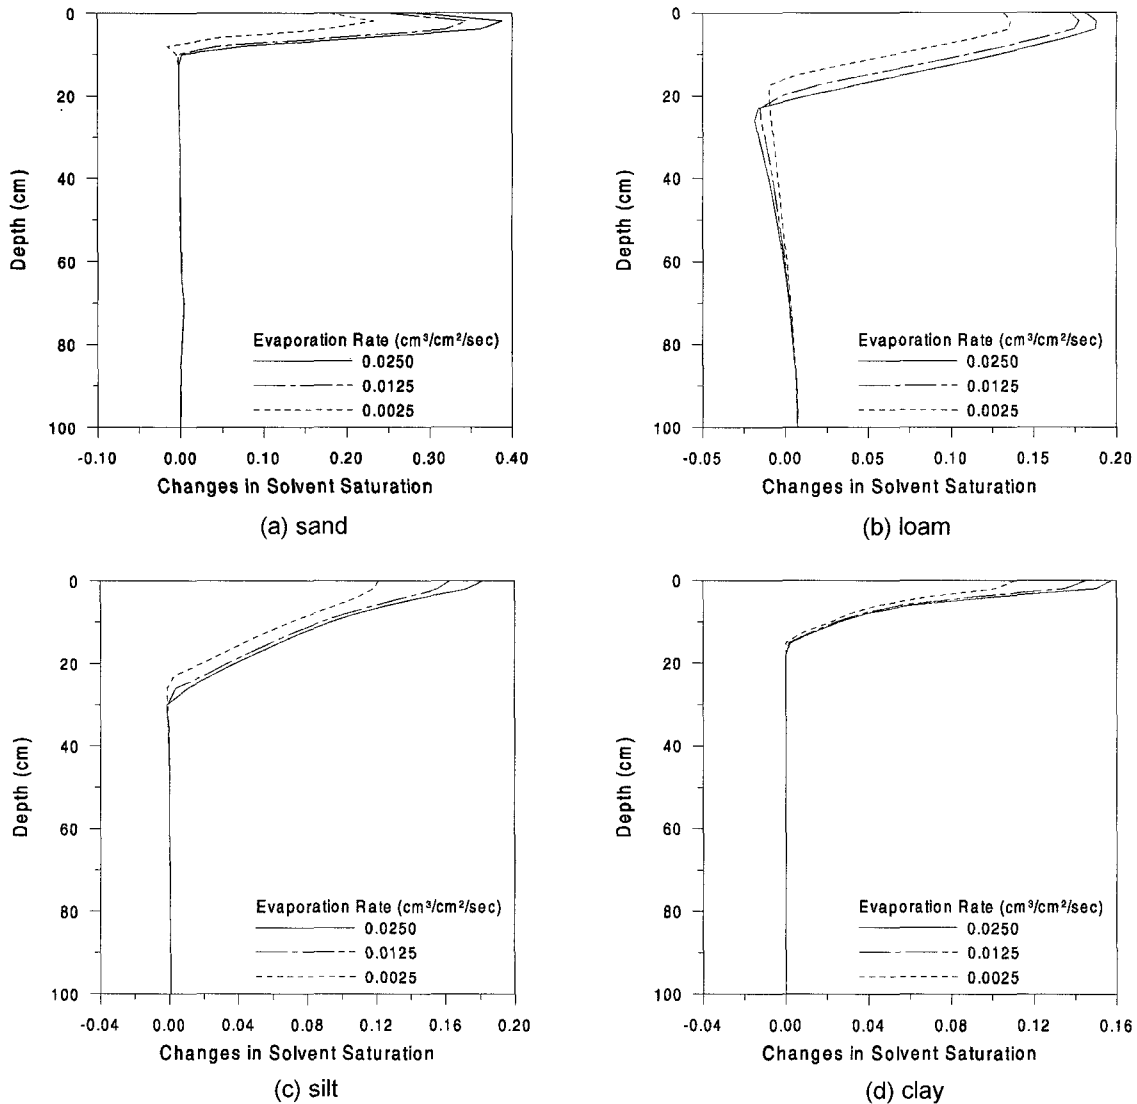 0
20
40
60
80
100
Depth (cm)
Evaporation Rate (cm³/cm²/sec)
0.0250
0.0125
0.0025
-0.10 0.00 0.10 0.20 0.30 0.40
Changes in Solvent Saturation
(a) sand
0
20
40
60
80
100
Depth (cm)
Evaporation Rate (cm³/cm²/sec)
0.0250
0.0125
0.0025
-0.05 0.00 0.05 0.10 0.15 0.20
Changes in Solvent Saturation
(b) loam
0
20
40
60
80
100
Depth (cm)
Evaporation Rate (cm³/cm²/sec)
0.0250
0.0125
0.0025
-0.04 0.00 0.04 0.08 0.12 0.16 0.20
Changes in Solvent Saturation
(c) silt
0
20
40
60
80
100
Depth (cm)
Evaporation Rate (cm³/cm²/sec)
0.0250
0.0125
0.0025
-0.04 0.00 0.04 0.08 0.12 0.16
Changes in Solvent Saturation
(d) clay